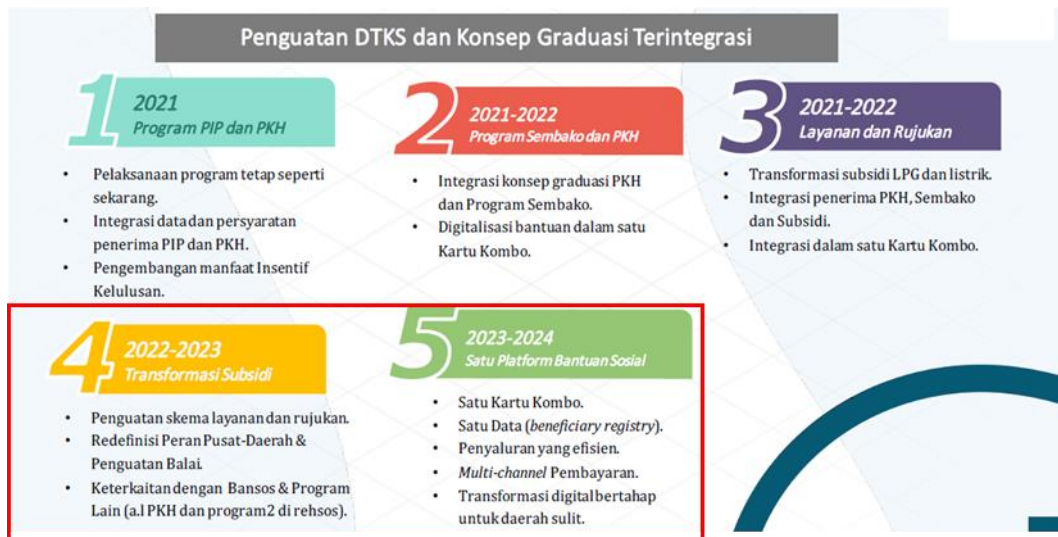 Penguatan DTKS dan Konsep Graduasi Terintegrasi
1
2021
Program PIP dan PKH
• Pelaksanaan program tetap seperti
sekarang.
• Integrasi data dan persyaratan
penerima PIP dan PKH.
• Pengembangan manfaat Insentif
Kelulusan.
2
2021-2022
Program Sembako dan PKH
• Integrasi konsep graduasi PKH
dan Program Sembako.
• Digitalisasi bantuan dalam satu
Kartu Kombo.
3
2021-2022
Layanan dan Rujukan
• Transformasi subsidi LPG dan listrik.
• Integrasi penerima PKH, Sembako
dan Subsidi.
• Integrasi dalam satu Kartu Kombo.
4
2022-2023
Transformasi Subsidi
• Penguatan skema layanan dan rujukan.
• Redefinisi Peran Pusat-Daerah &
Penguatan Balai.
• Keterkaitan dengan Bansos & Program
Lain (a.l PKH dan program2 di rehsos).
5
2023-2024
Satu Platform Bantuan Sosial
• Satu Kartu Kombo.
• Satu Data (beneficiary registry).
• Penyaluran yang efisien.
• Multi-channel Pembayaran.
• Transformasi digital bertahap
untuk daerah sulit.